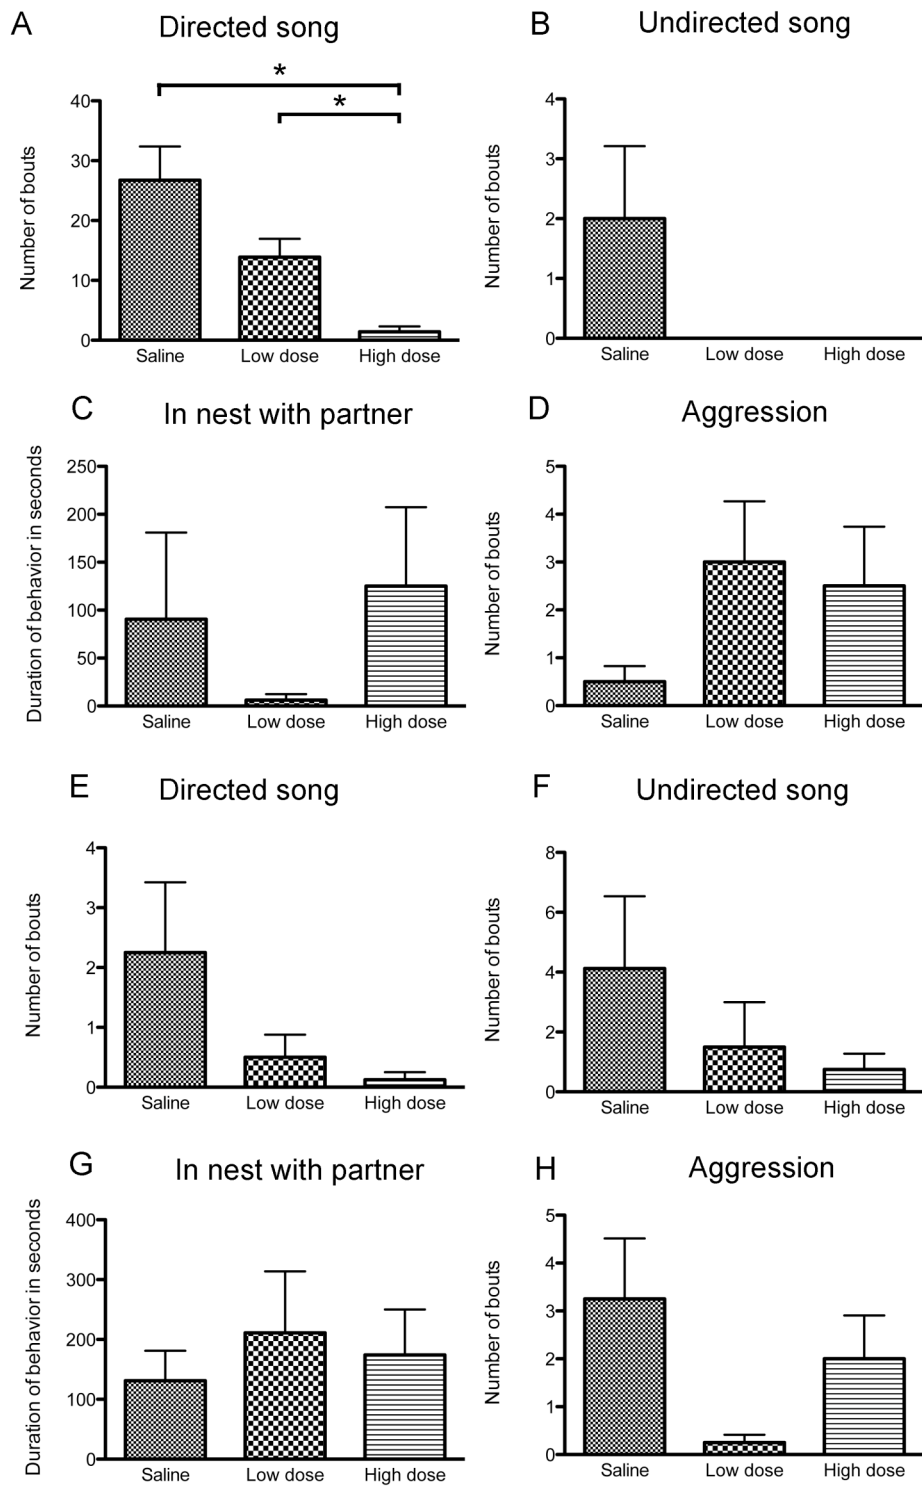 A Directed song
*
*
Number of bouts
40
30
20
10
0
Saline Low dose High dose
B Undirected song
Number of bouts
4
3
2
1
0
Saline Low dose High dose
C In nest with partner
Duration of behavior in seconds
250
200
150
100
50
0
Saline Low dose High dose
D Aggression
Number of bouts
5
4
3
2
1
0
Saline Low dose High dose
E Directed song
Number of bouts
4
3
2
1
0
Saline Low dose High dose
F Undirected song
Number of bouts
8
6
4
2
0
Saline Low dose High dose
G In nest with partner
Duration of behavior in seconds
400
300
200
100
0
Saline Low dose High dose
H Aggression
Number of bouts
5
4
3
2
1
0
Saline Low dose High dose